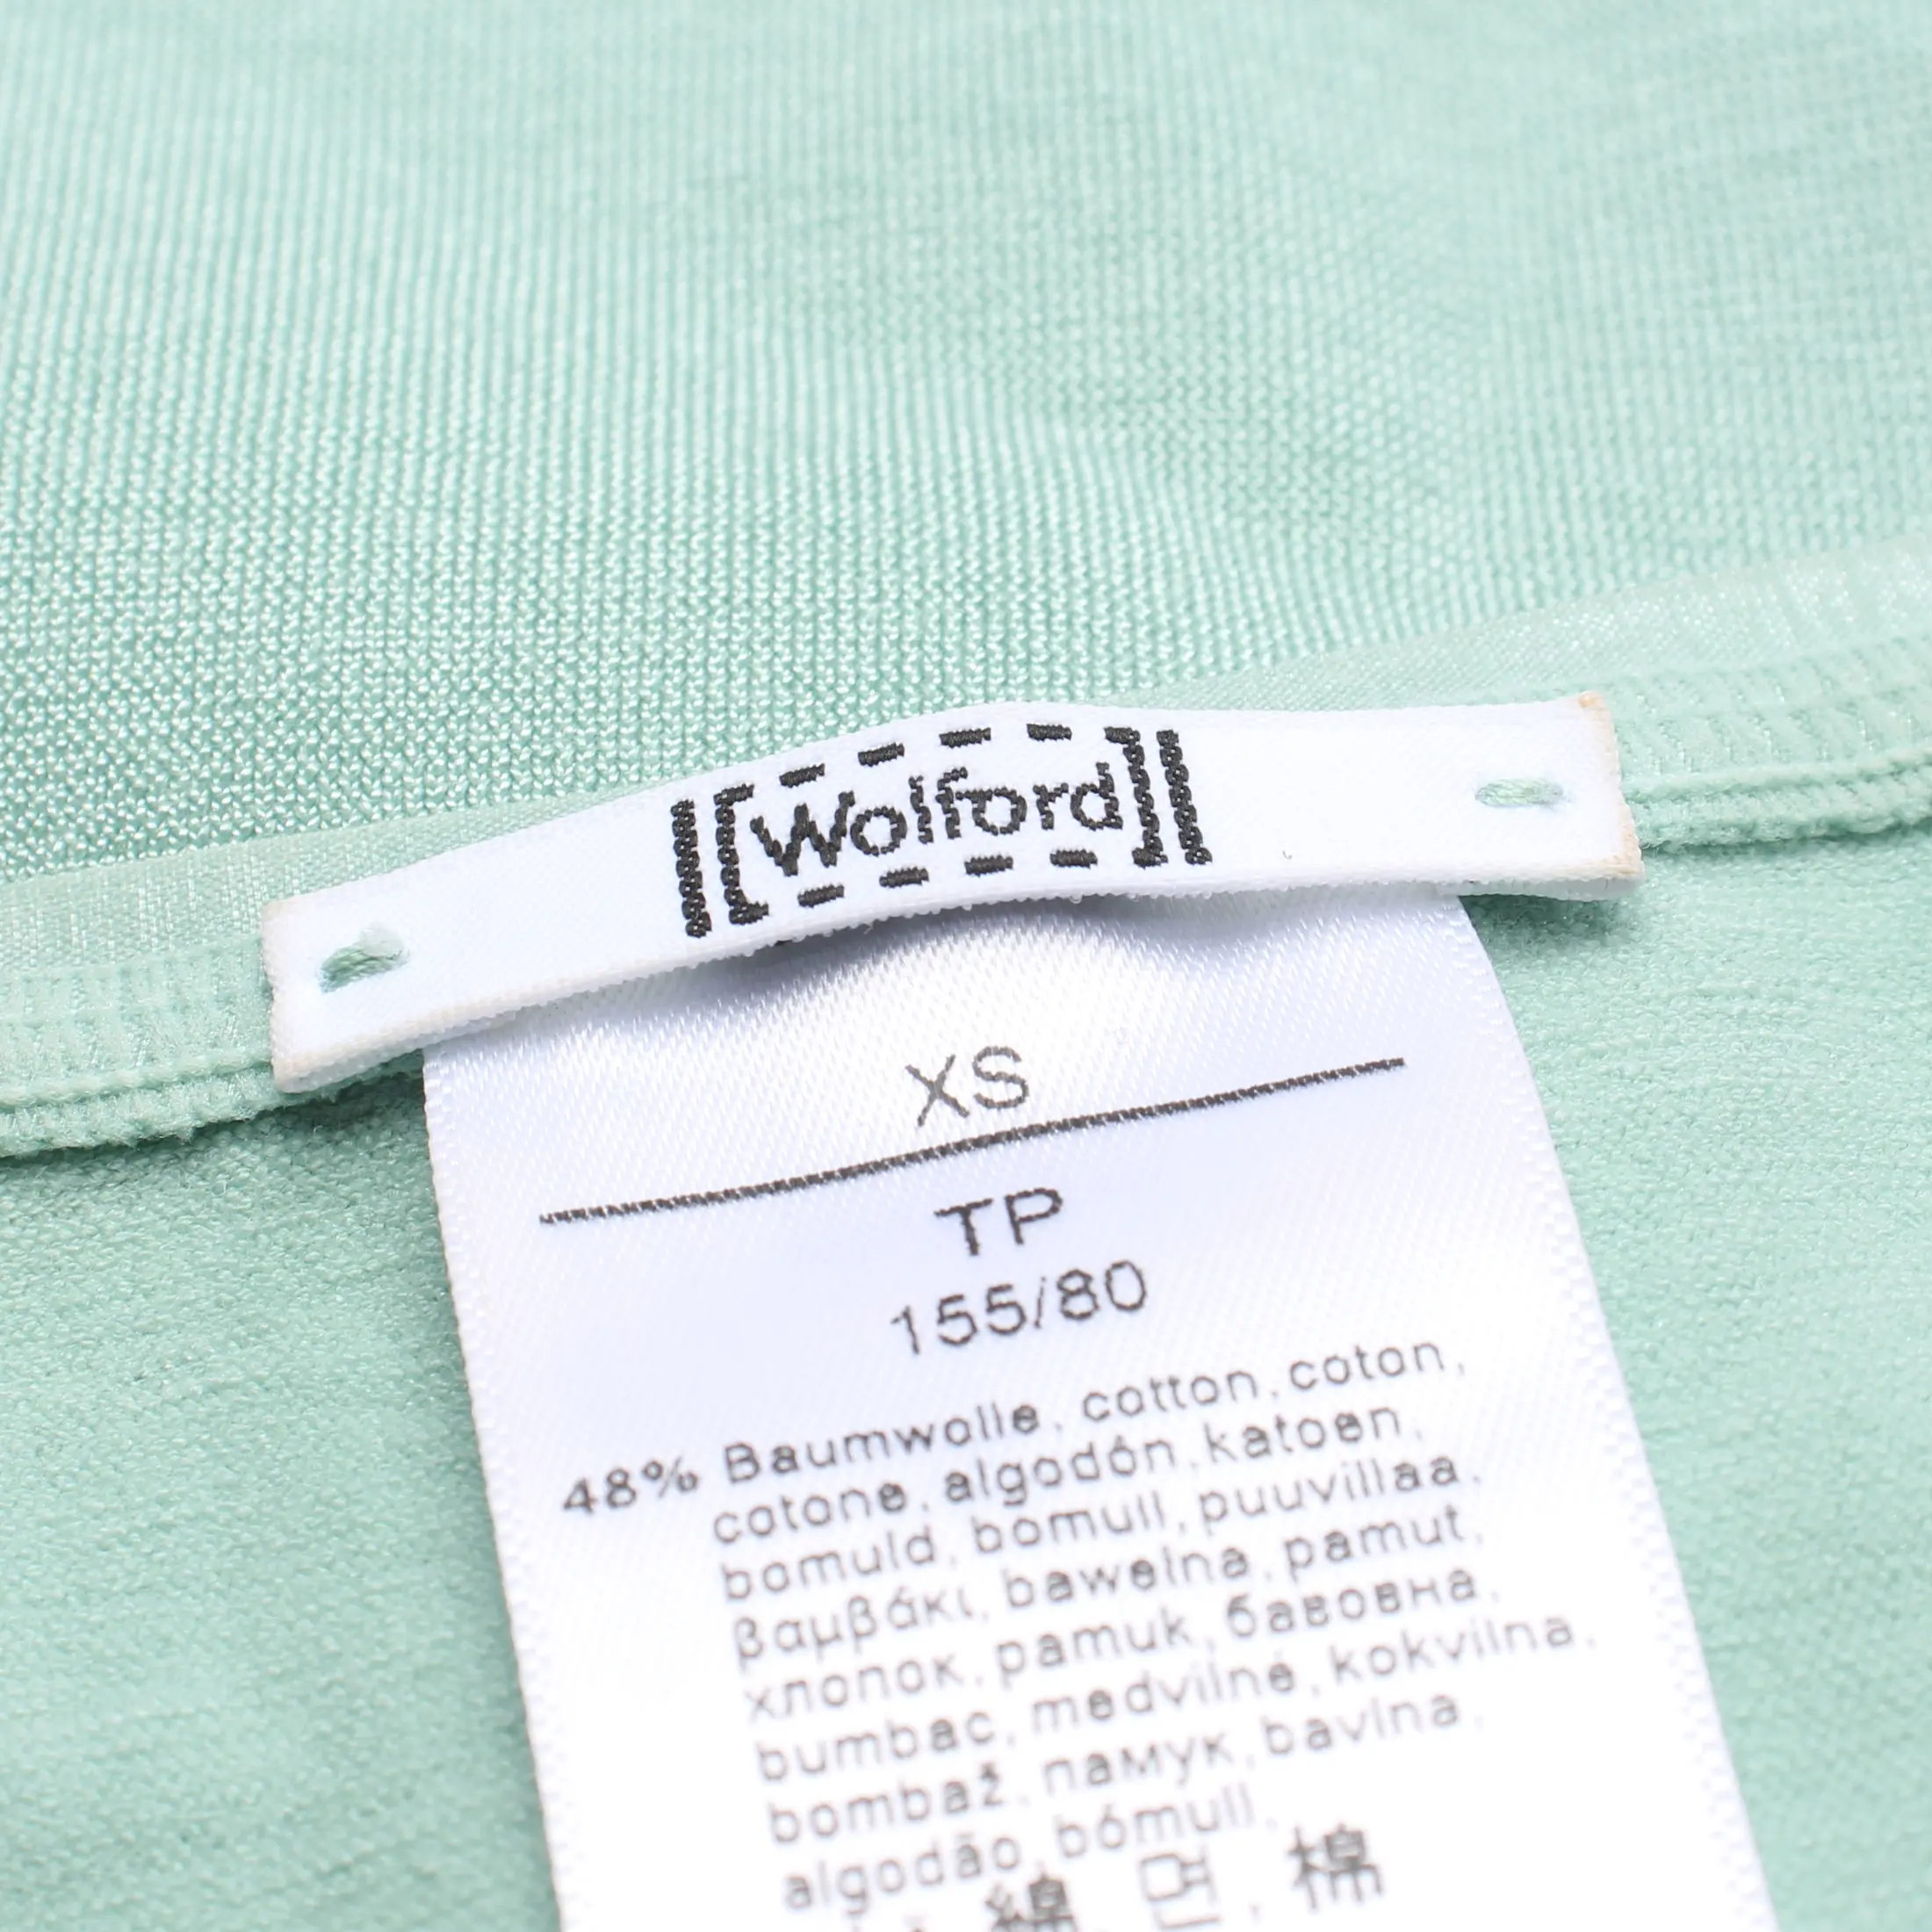 Wolford
XS
TP
155/80
48% Baumwolle, cotton, coton,
cotone, algodón, katoen,
bomuld, bomull, puuvillaa,
βαμβάκι, bawełna, pamut,
хлопок, pamuk, бавовна,
bumbac, medvilnė, kokvilna,
bombaž, памук, bavlna,
algodão, bómull,
綿, 면, 棉